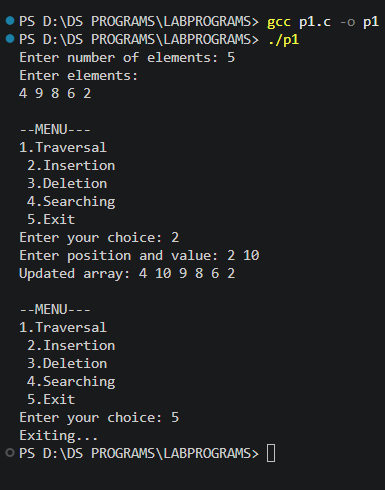 PS D:\DS PROGRAMS\LABPROGRAMS> gcc p1.c -o p1
PS D:\DS PROGRAMS\LABPROGRAMS> ./p1
Enter number of elements: 5
Enter elements:
4 9 8 6 2

--MENU---
1.Traversal
 2.Insertion
 3.Deletion
 4.Searching
 5.Exit
Enter your choice: 2
Enter position and value: 2 10
Updated array: 4 10 9 8 6 2

--MENU---
1.Traversal
 2.Insertion
 3.Deletion
 4.Searching
 5.Exit
Enter your choice: 5
Exiting...
PS D:\DS PROGRAMS\LABPROGRAMS>